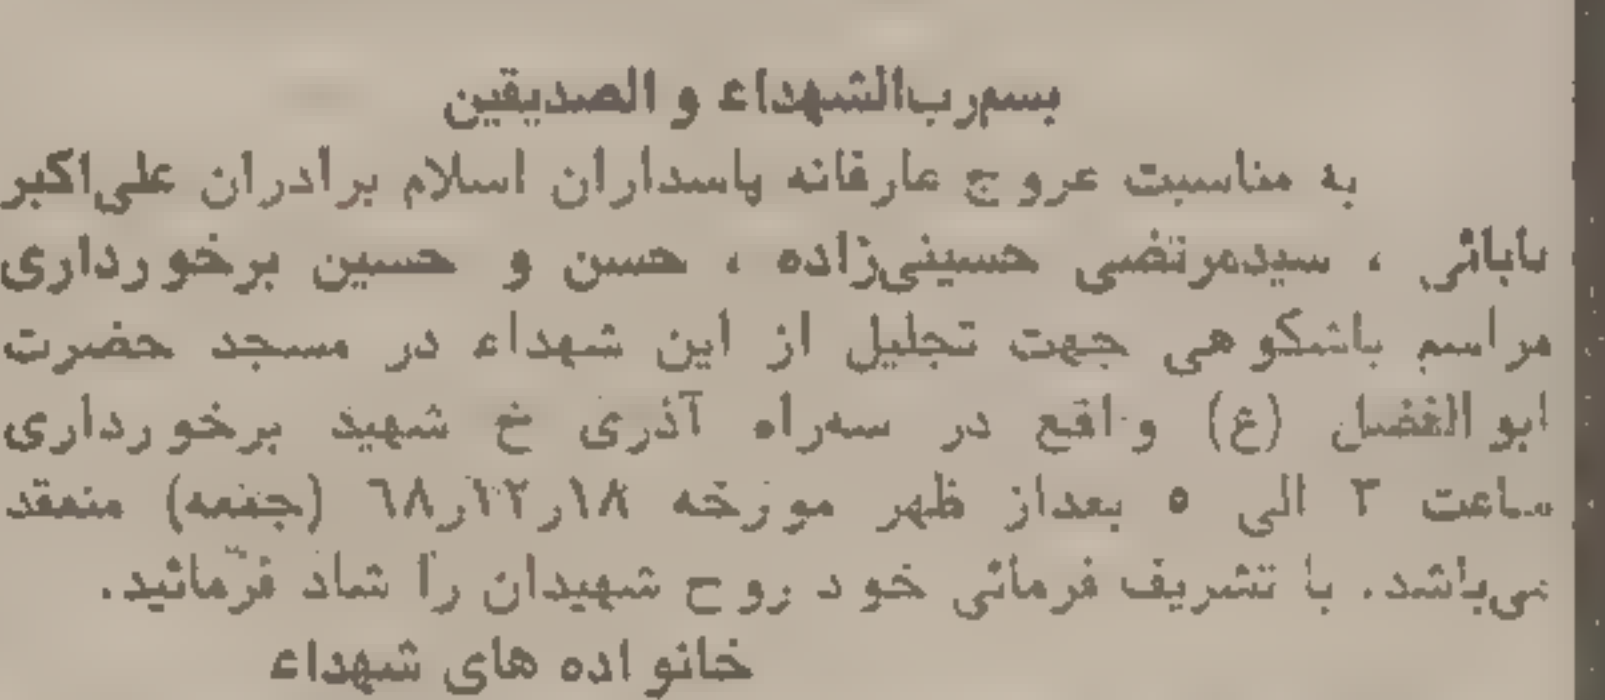 بسم‌رب‌الشهداء و الصدیقین
به مناسبت عروج عارفانه پاسداران اسلام برادران علی‌اکبر
بابائی ، سیدمرتضی حسینی‌زاده ، حسن و حسین برخورداری
مراسم باشکوهی جهت تجلیل از این شهداء در مسجد حضرت
ابوالفضل (ع) واقع در سه‌راه آذری خ شهید برخورداری
ساعت ۳ الی ۵ بعداز ظهر مورخه ۱۸ر۱۲ر۶۸ (جمعه) منعقد
می‌باشد. با تشریف فرمائی خود روح شهیدان را شاد فرمائید.
خانواده های شهداء